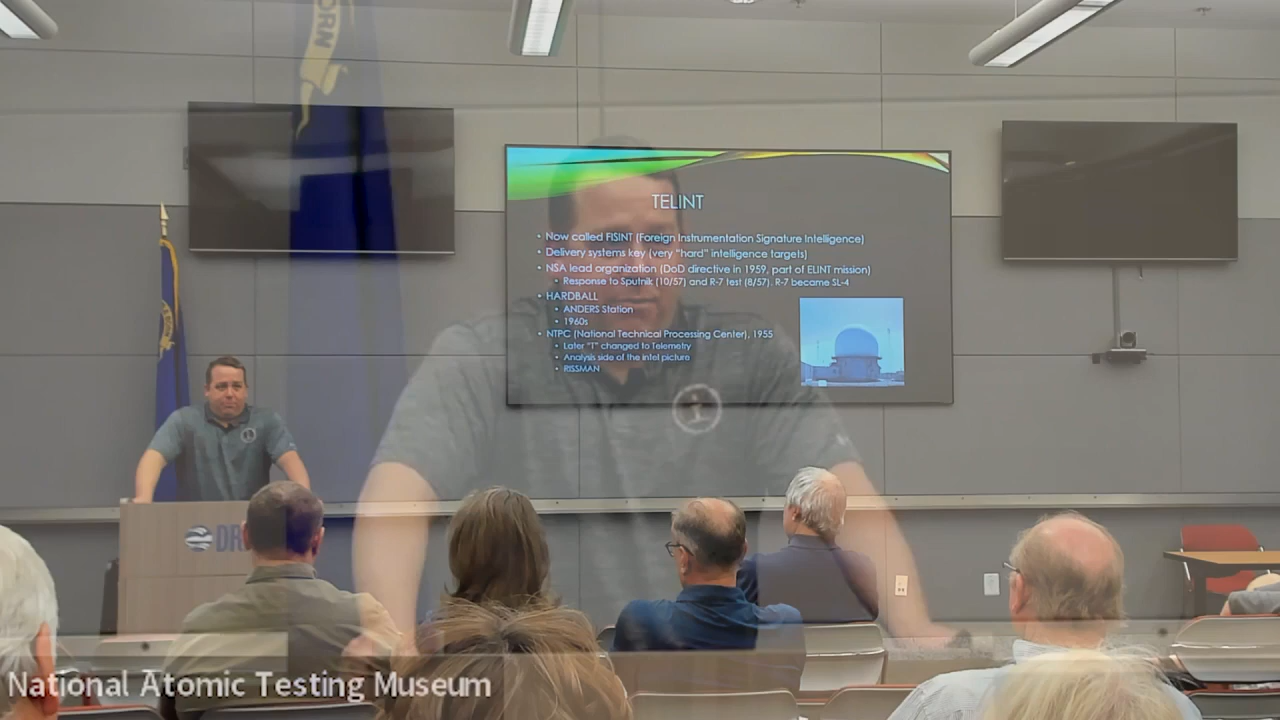 ORN
TELINT
• Now called FISINT (Foreign Instrumentation Signature Intelligence)
• Delivery systems key (very "hard" intelligence targets)
• NSA lead organization (DoD directive in 1959, part of ELINT mission)
• Response to Sputnik (10/57) and R-7 test (8/57). R-7 became SL-4
• HARDBALL
• ANDERS Station
• 1960s
• NTPC (National Technical Processing Center), 1955
• Later "T" changed to Telemetry
• Analysis side of the intel picture
• RISSMAN
DR
National Atomic Testing Museum